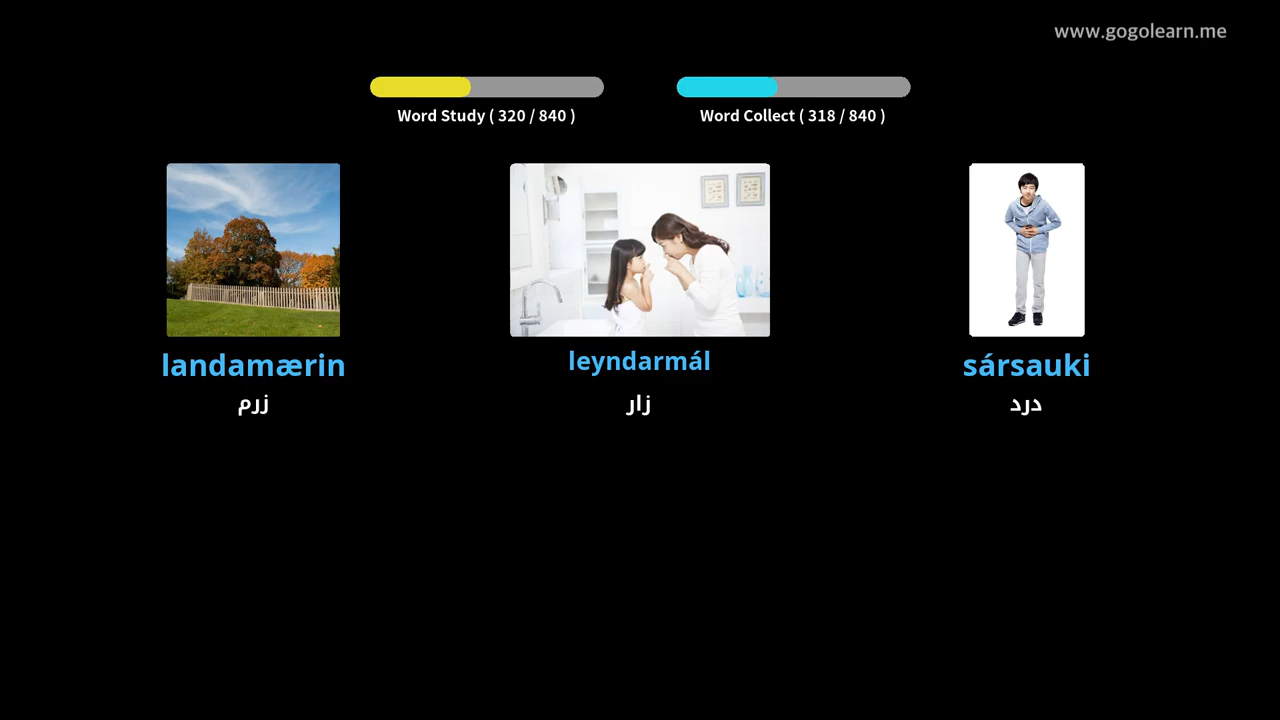 www.gogolearn.me
Word Study ( 320 / 840 )
Word Collect ( 318 / 840 )
landamærin
زرم
leyndarmál
زار
sársauki
درد